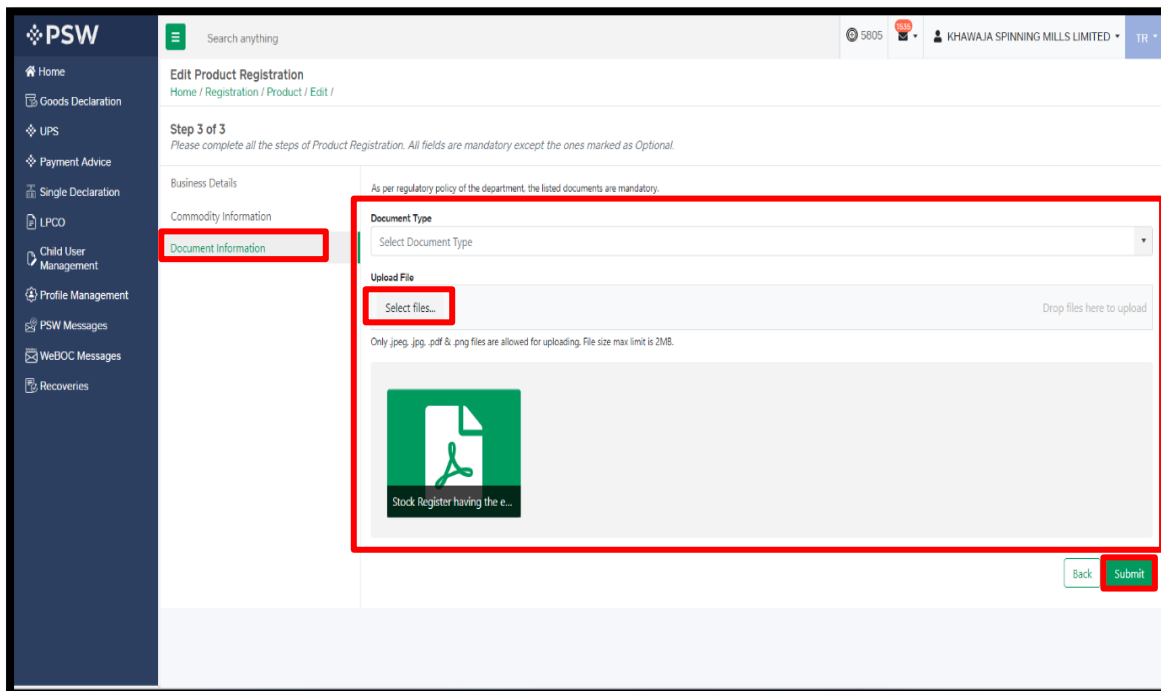 PSW
Search anything
5805
1535
KHAWAJA SPINNING MILLS LIMITED
TR
Home
Goods Declaration
UPS
Payment Advice
Single Declaration
LPCO
Child User
Management
Profile Management
PSW Messages
WeBOC Messages
Recoveries
Edit Product Registration
Home / Registration / Product / Edit /
Step 3 of 3
Please complete all the steps of Product Registration. All fields are mandatory except the ones marked as Optional.
Business Details
Commodity Information
Document Information
As per regulatory policy of the department, the listed documents are mandatory.
Document Type
Select Document Type
Upload File
Select files...
Drop files here to upload
Only .jpeg, .jpg, .pdf & .png files are allowed for uploading. File size max limit is 2MB.
Stock Register having the e...
Back
Submit